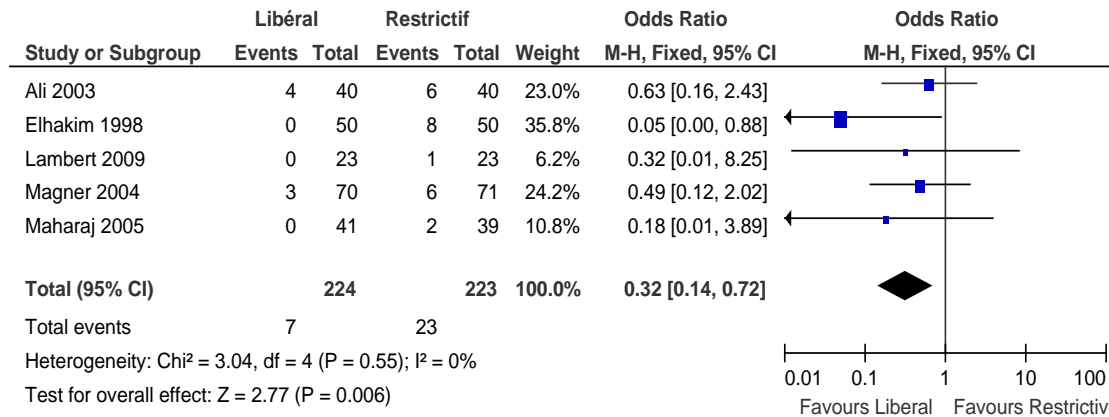 Libéral Restrictif Odds Ratio Odds Ratio
Study or Subgroup Events Total Events Total Weight M-H, Fixed, 95% CI M-H, Fixed, 95% CI
Ali 2003 4 40 6 40 23.0% 0.63 [0.16, 2.43]
Elhakim 1998 0 50 8 50 35.8% 0.05 [0.00, 0.88]
Lambert 2009 0 23 1 23 6.2% 0.32 [0.01, 8.25]
Magner 2004 3 70 6 71 24.2% 0.49 [0.12, 2.02]
Maharaj 2005 0 41 2 39 10.8% 0.18 [0.01, 3.89]
Total (95% CI) 224 223 100.0% 0.32 [0.14, 0.72]
Total events 7 23
Heterogeneity: Chi² = 3.04, df = 4 (P = 0.55); I² = 0%
Test for overall effect: Z = 2.77 (P = 0.006)
0.01 0.1 1 10 100
Favours Liberal Favours Restrictiv